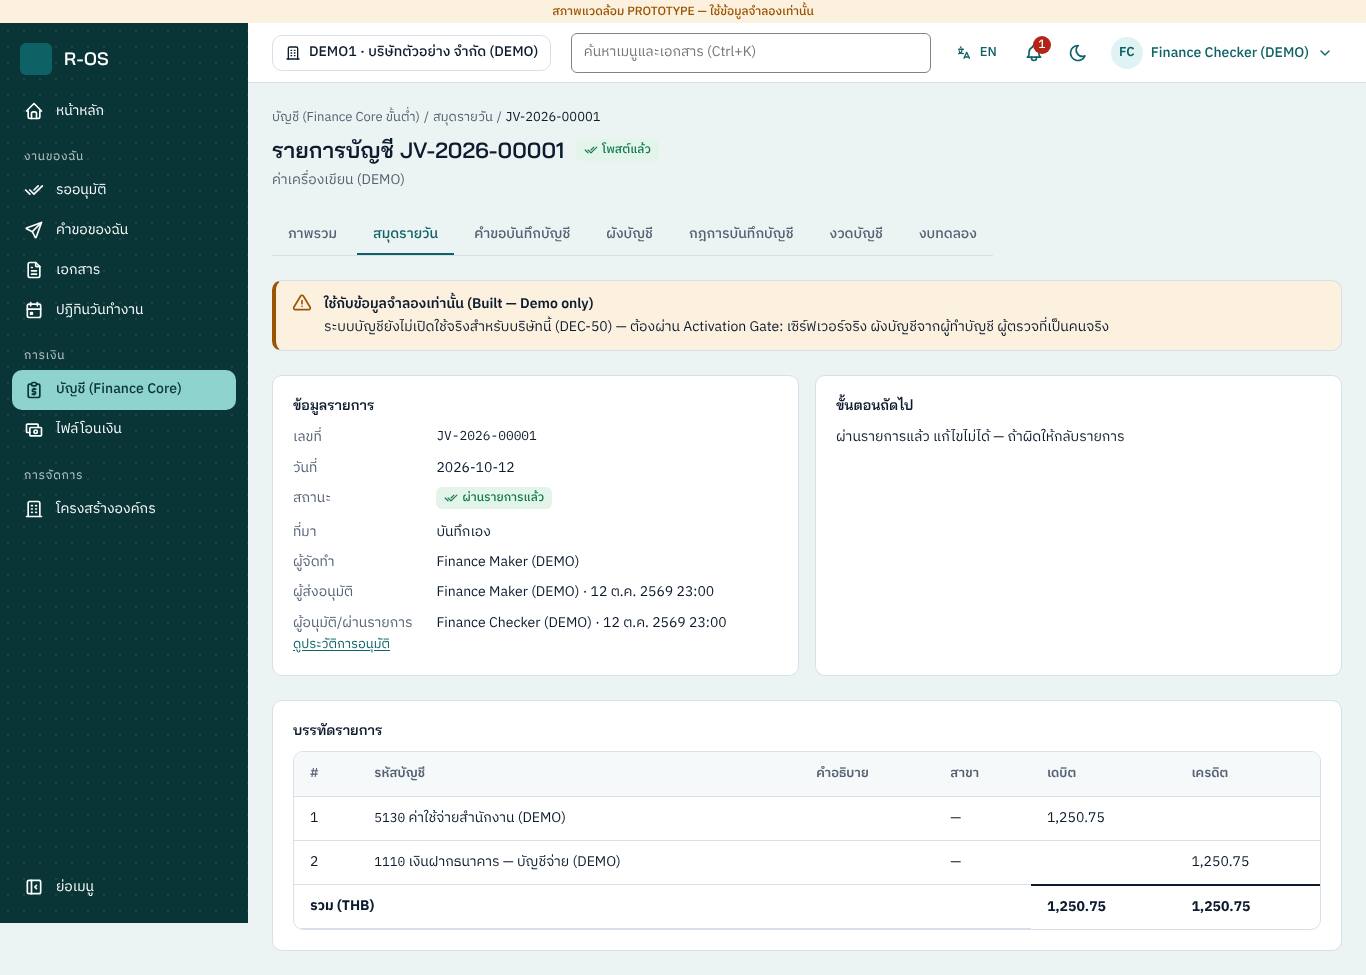 สภาพแวดล้อม PROTOTYPE — ใช้ข้อมูลจำลองเท่านั้น
R-OS
DEMO1 · บริษัทตัวอย่าง จำกัด (DEMO)
ค้นหาเมนูและเอกสาร (Ctrl+K)
EN
1
FC
Finance Checker (DEMO)
หน้าหลัก
งานของฉัน
รออนุมัติ
คำขอของฉัน
เอกสาร
ปฏิทินวันทำงาน
การเงิน
บัญชี (Finance Core)
ไฟล์โอนเงิน
การจัดการ
โครงสร้างองค์กร
ย่อเมนู
บัญชี (Finance Core ขั้นต่ำ) / สมุดรายวัน / JV-2026-00001
รายการบัญชี JV-2026-00001 โพสต์แล้ว
ค่าเครื่องเขียน (DEMO)
ภาพรวม สมุดรายวัน คำขอบันทึกบัญชี ผังบัญชี กฎการบันทึกบัญชี งวดบัญชี งบทดลอง
ใช้กับข้อมูลจำลองเท่านั้น (Built — Demo only)
ระบบบัญชียังไม่เปิดใช้จริงสำหรับบริษัทนี้ (DEC-50) — ต้องผ่าน Activation Gate: เซิร์ฟเวอร์จริง ผังบัญชีจากผู้ทำบัญชี ผู้ตรวจที่เป็นคนจริง
ข้อมูลรายการ
เลขที่ JV-2026-00001
วันที่ 2026-10-12
สถานะ ผ่านรายการแล้ว
ที่มา บันทึกเอง
ผู้จัดทำ Finance Maker (DEMO)
ผู้ส่งอนุมัติ Finance Maker (DEMO) · 12 ต.ค. 2569 23:00
ผู้อนุมัติ/ผ่านรายการ Finance Checker (DEMO) · 12 ต.ค. 2569 23:00
ดูประวัติการอนุมัติ
ขั้นตอนถัดไป
ผ่านรายการแล้ว แก้ไขไม่ได้ — ถ้าผิดให้กลับรายการ
บรรทัดรายการ
# รหัสบัญชี คำอธิบาย สาขา เดบิต เครดิต
1 5130 ค่าใช้จ่ายสำนักงาน (DEMO) — 1,250.75
2 1110 เงินฝากธนาคาร — บัญชีจ่าย (DEMO) — 1,250.75
รวม (THB) 1,250.75 1,250.75